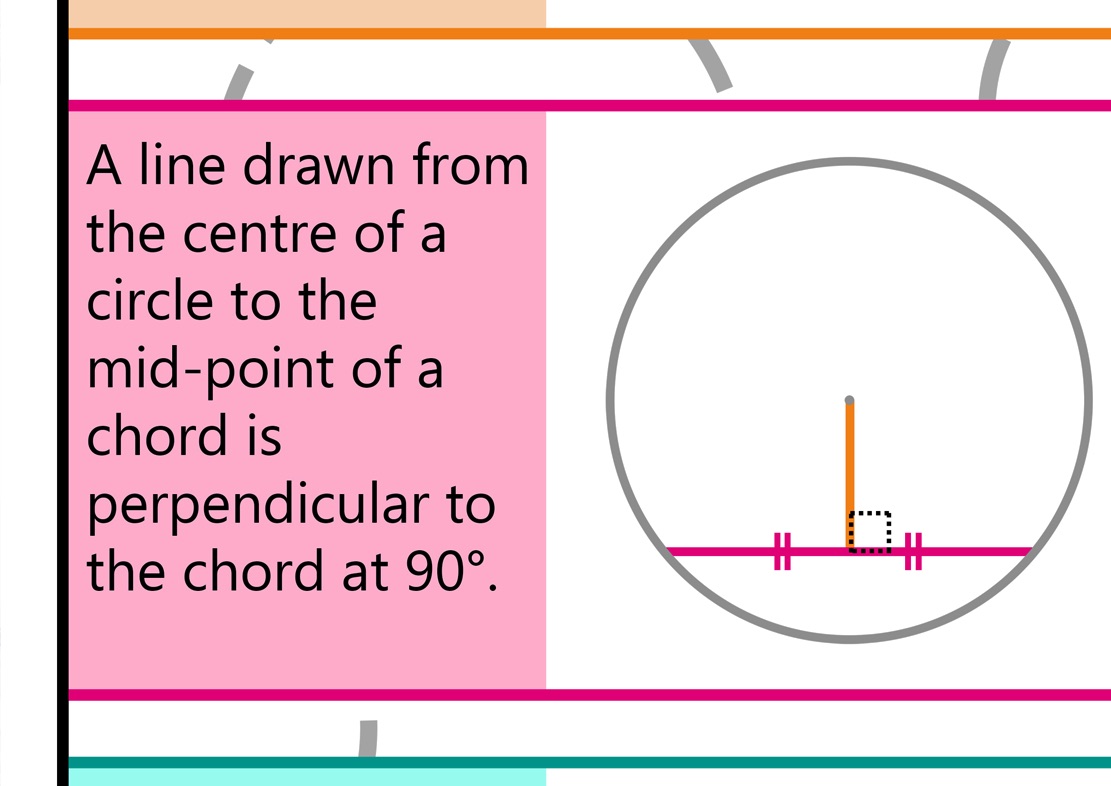 A line drawn from
the centre of a
circle to the
mid-point of a
chord is
perpendicular to
the chord at 90°.